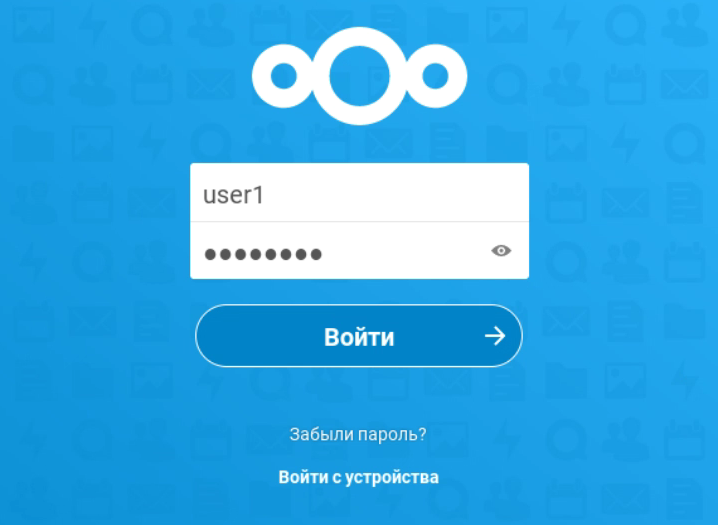 user1
••••••••
Войти
Забыли пароль?
Войти с устройства